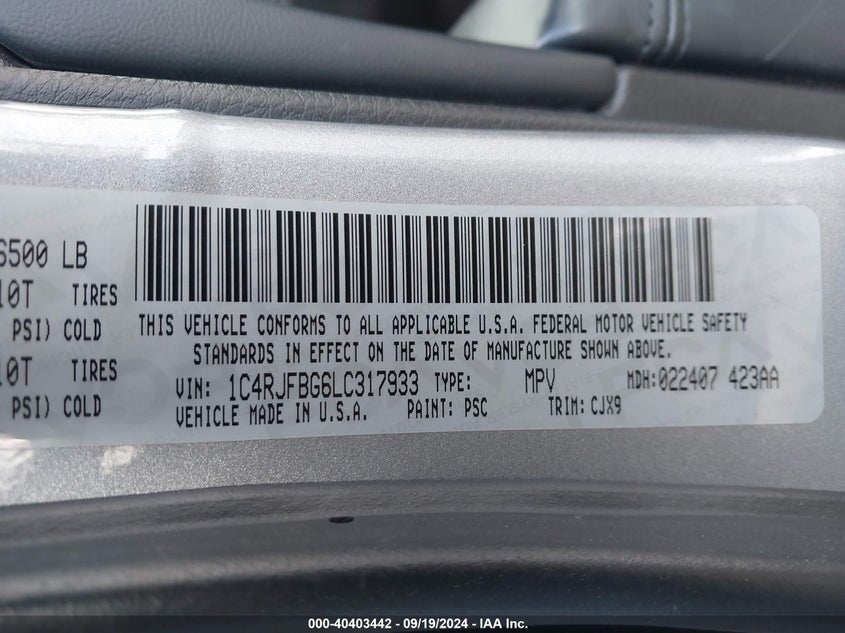 6500 LB
10T TIRES
PSI) COLD
10T TIRES
PSI) COLD
THIS VEHICLE CONFORMS TO ALL APPLICABLE U.S.A. FEDERAL MOTOR VEHICLE SAFETY
STANDARDS IN EFFECT ON THE DATE OF MANUFACTURE SHOWN ABOVE.
VIN: 1C4RJFBG6LC317933 TYPE: MPV MDH:022407 423AA
VEHICLE MADE IN U.S.A. PAINT: PSC TRIM: CJX9
000-40403442 - 09/19/2024 - IAA Inc.